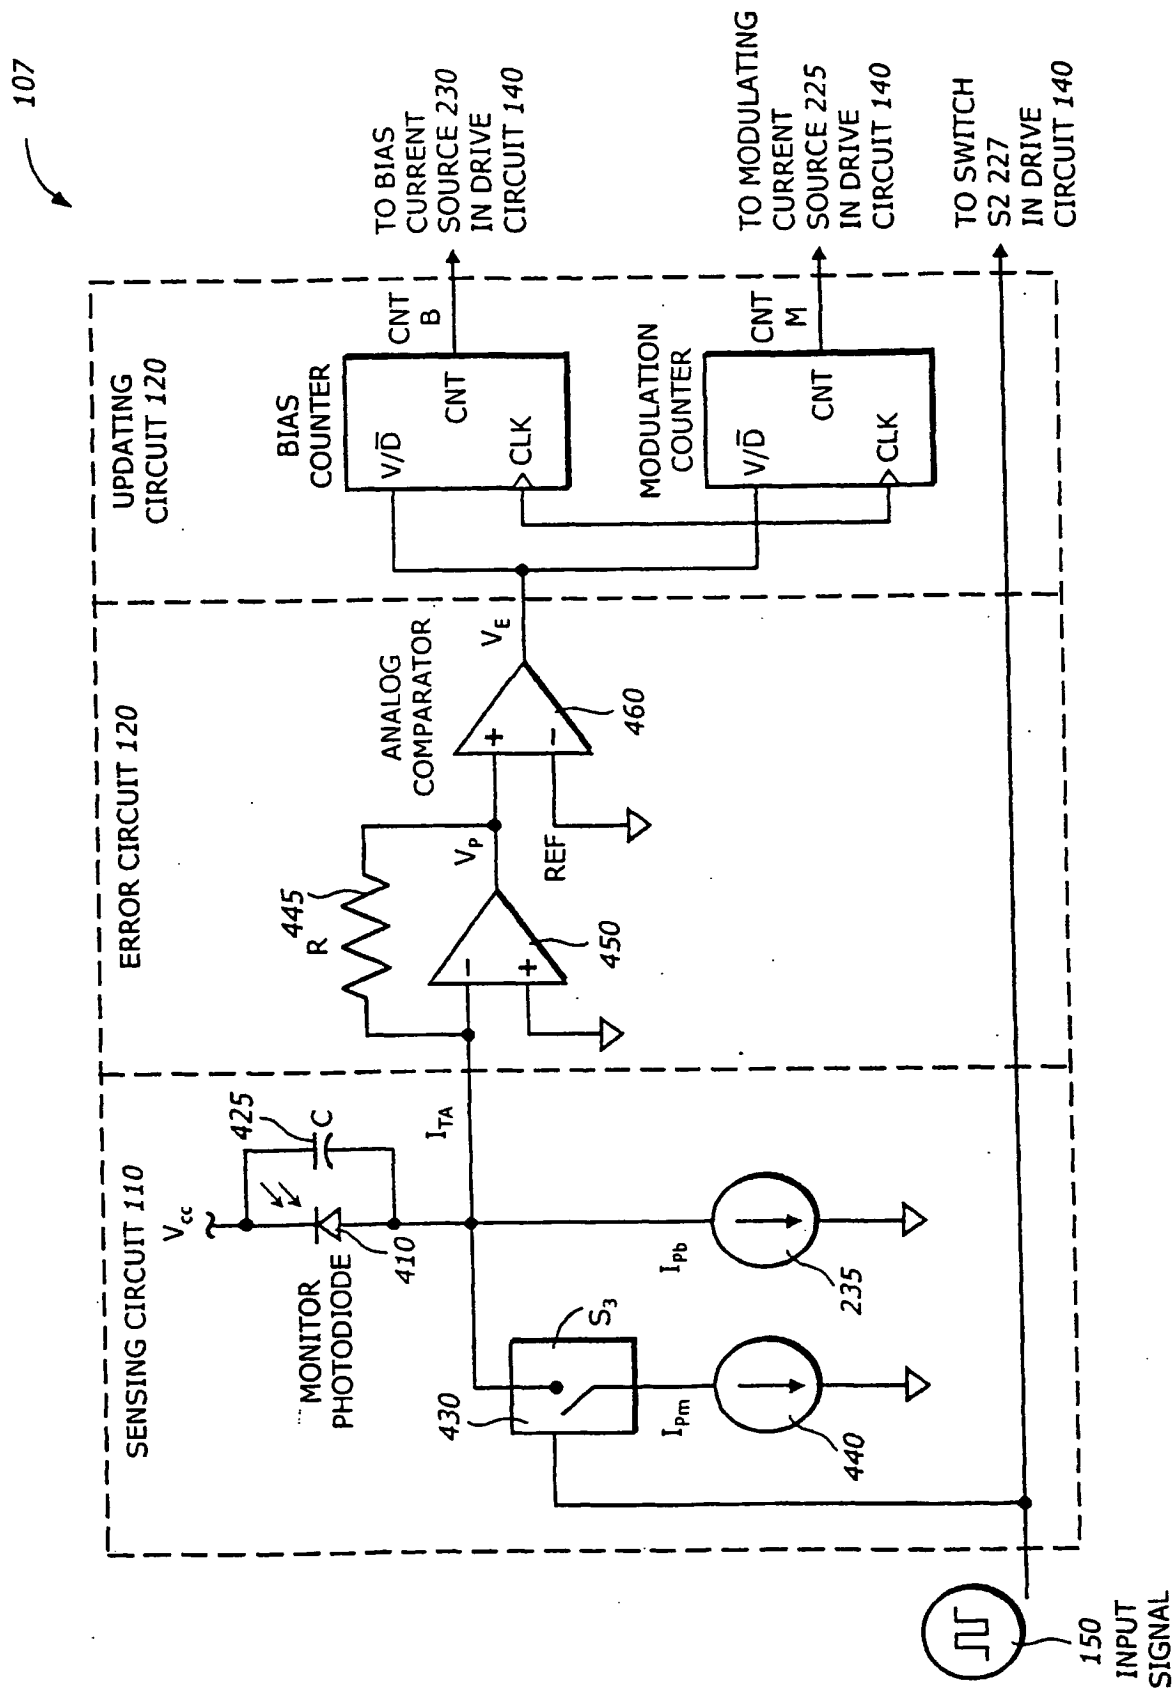 107
SENSING CIRCUIT 110
ERROR CIRCUIT 120
UPDATING
CIRCUIT 120
Vcc
425
C
MONITOR
PHOTODIODE
410
ITA
430
S3
IPm
440
IPb
235
445
R
450
VP
REF
ANALOG
COMPARATOR
460
VE
BIAS
COUNTER
V/D̅
CNT
CLK
CNT
B
TO BIAS
CURRENT
SOURCE 230
IN DRIVE
CIRCUIT 140
MODULATION
COUNTER
V/D̅
CNT
CLK
CNT
M
TO MODULATING
CURRENT
SOURCE 225
IN DRIVE
CIRCUIT 140
TO SWITCH
S2 227
IN DRIVE
CIRCUIT 140
150
INPUT
SIGNAL
+
−
+
−